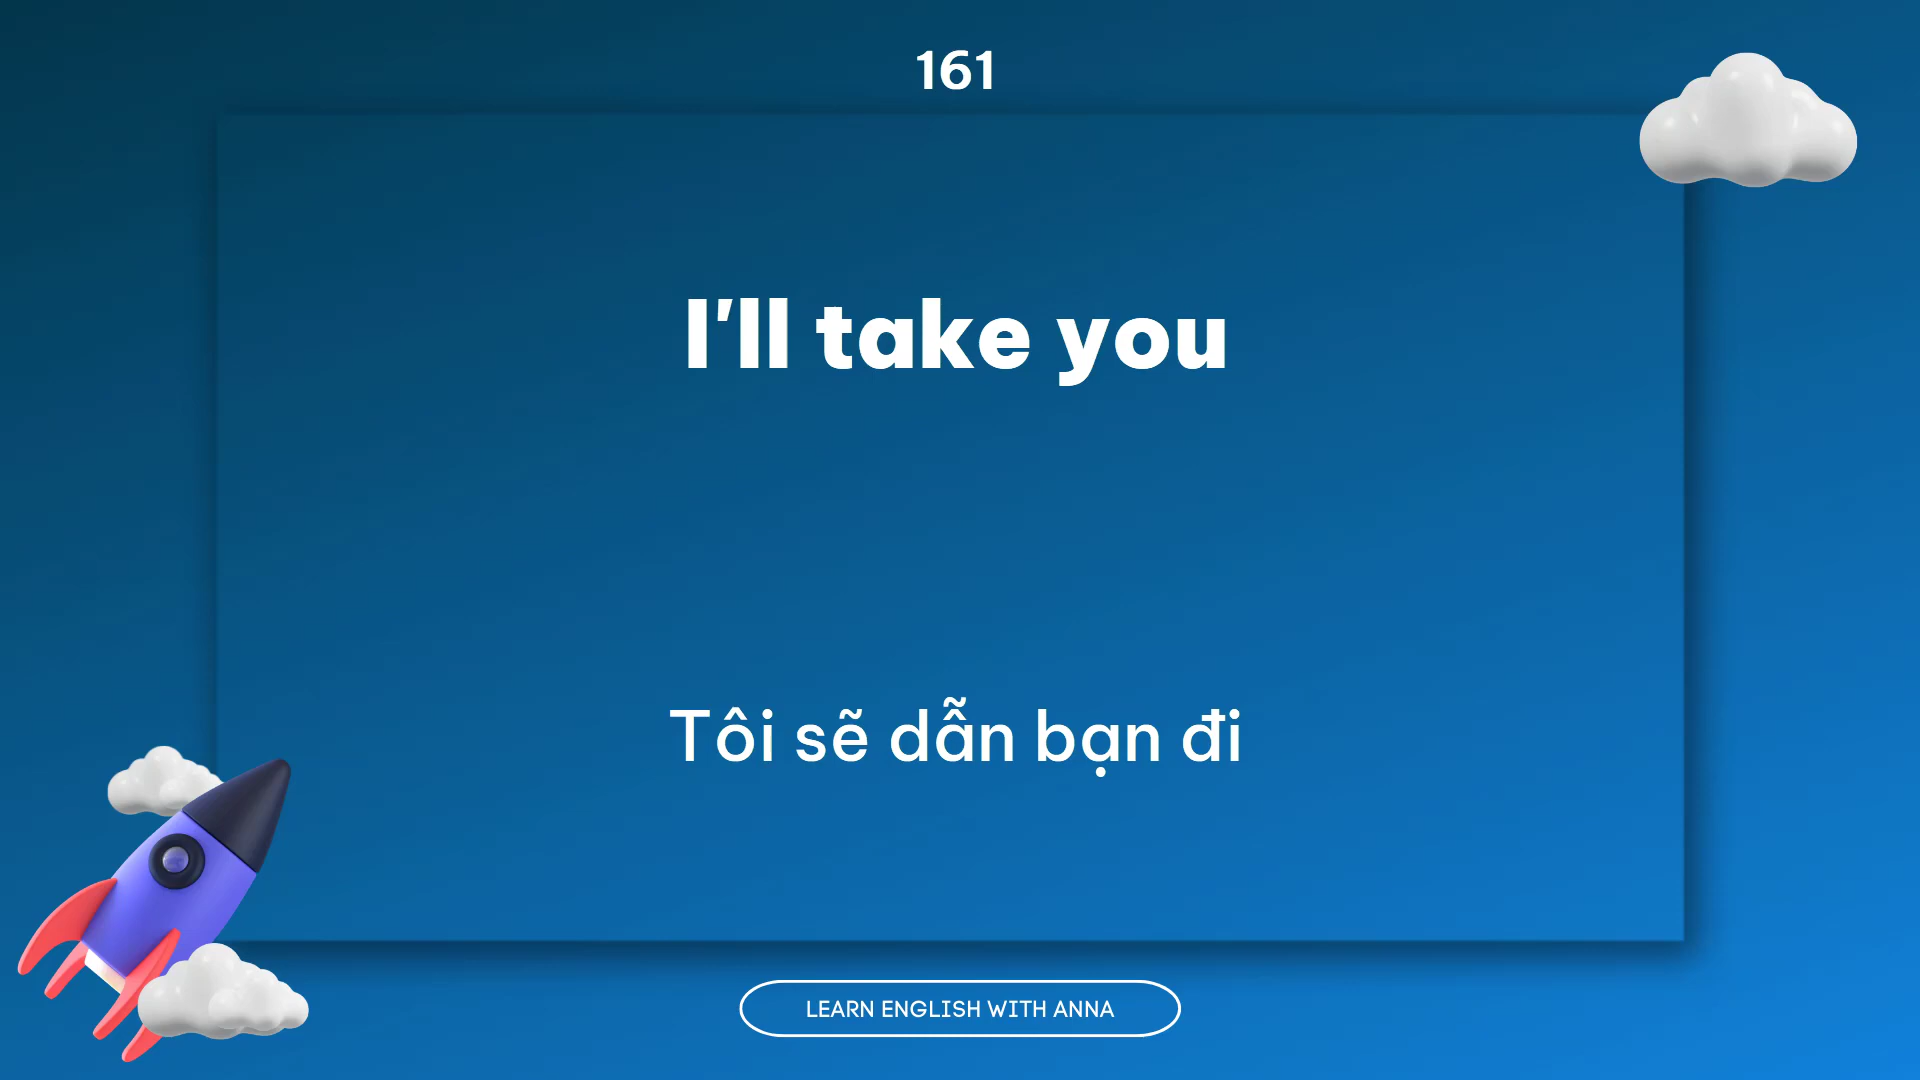 161
I'll take you
Tôi sẽ dẫn bạn đi
LEARN ENGLISH WITH ANNA